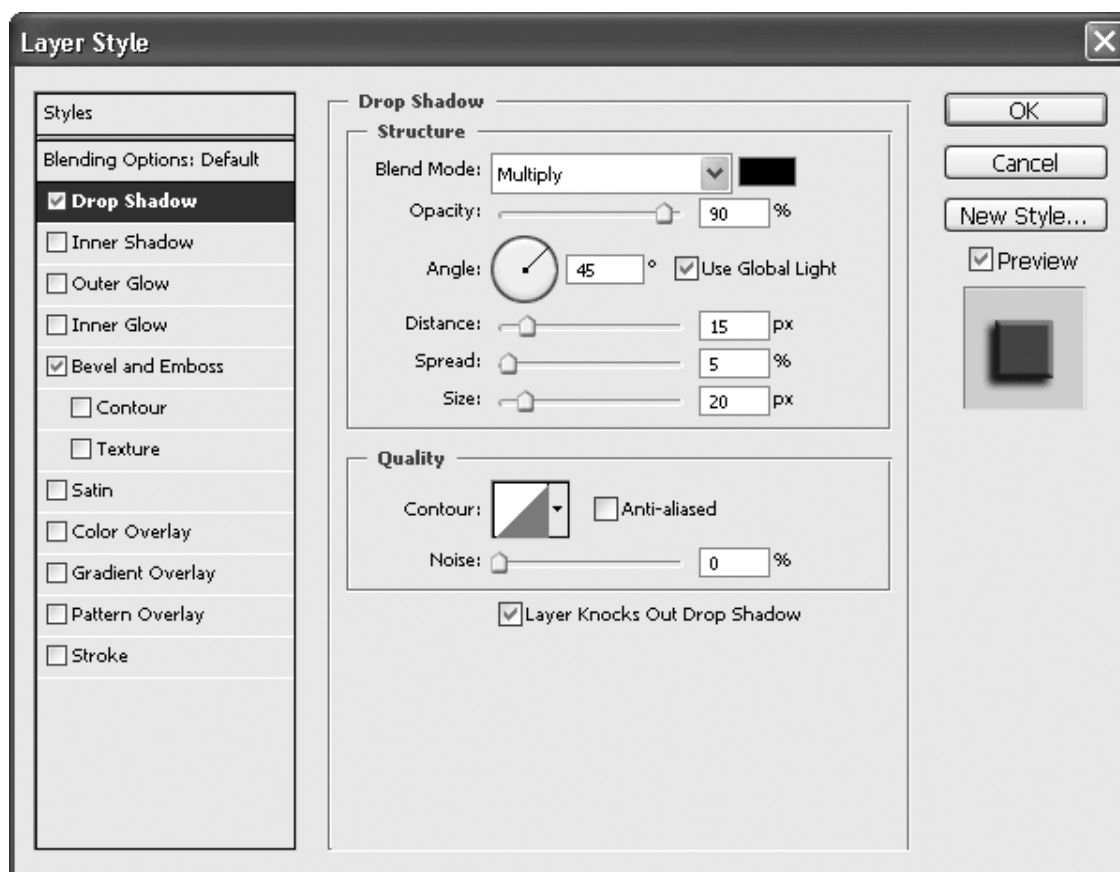 Layer Style
Styles
Blending Options: Default
Drop Shadow
Inner Shadow
Outer Glow
Inner Glow
Bevel and Emboss
Contour
Texture
Satin
Color Overlay
Gradient Overlay
Pattern Overlay
Stroke
Drop Shadow
Structure
Blend Mode: Multiply
Opacity: 90 %
Angle: 45 ° Use Global Light
Distance: 15 px
Spread: 5 %
Size: 20 px
Quality
Contour: Anti-aliased
Noise: 0 %
Layer Knocks Out Drop Shadow
OK
Cancel
New Style...
Preview